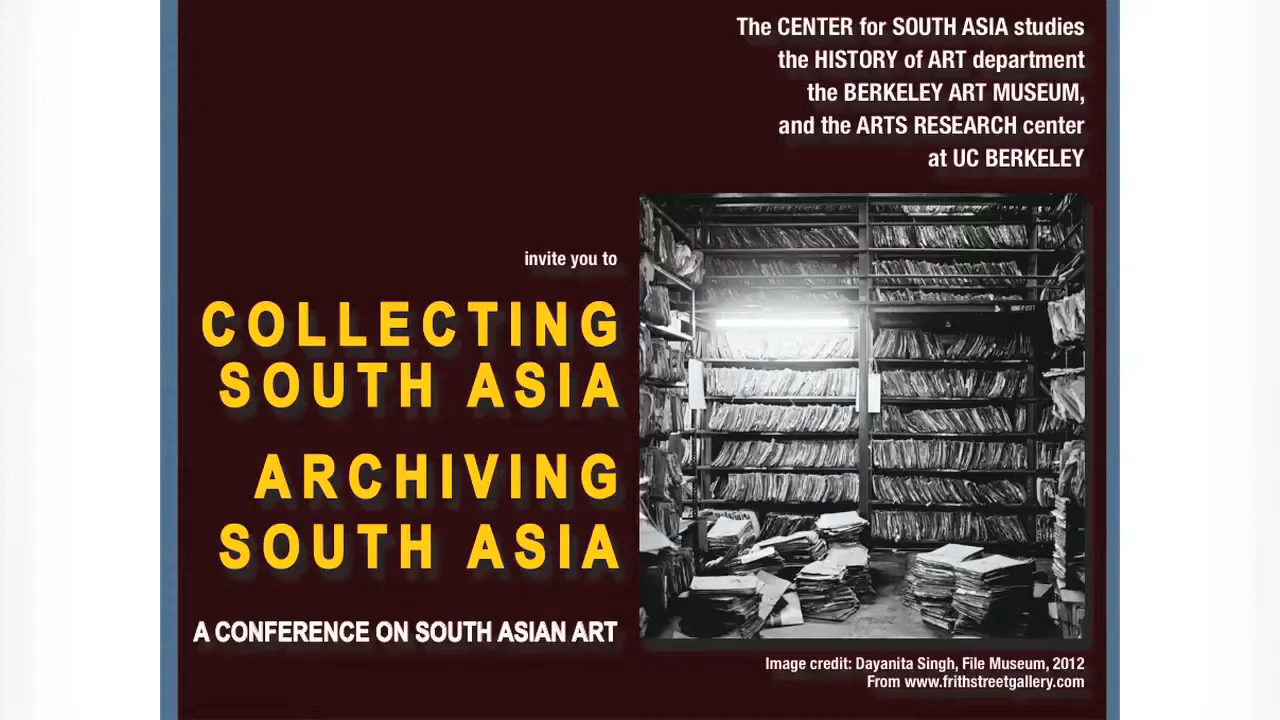 The CENTER for SOUTH ASIA studies
the HISTORY of ART department
the BERKELEY ART MUSEUM,
and the ARTS RESEARCH center
at UC BERKELEY
invite you to
COLLECTING
SOUTH ASIA
ARCHIVING
SOUTH ASIA
A CONFERENCE ON SOUTH ASIAN ART
Image credit: Dayanita Singh, File Museum, 2012
From www.frithstreetgallery.com